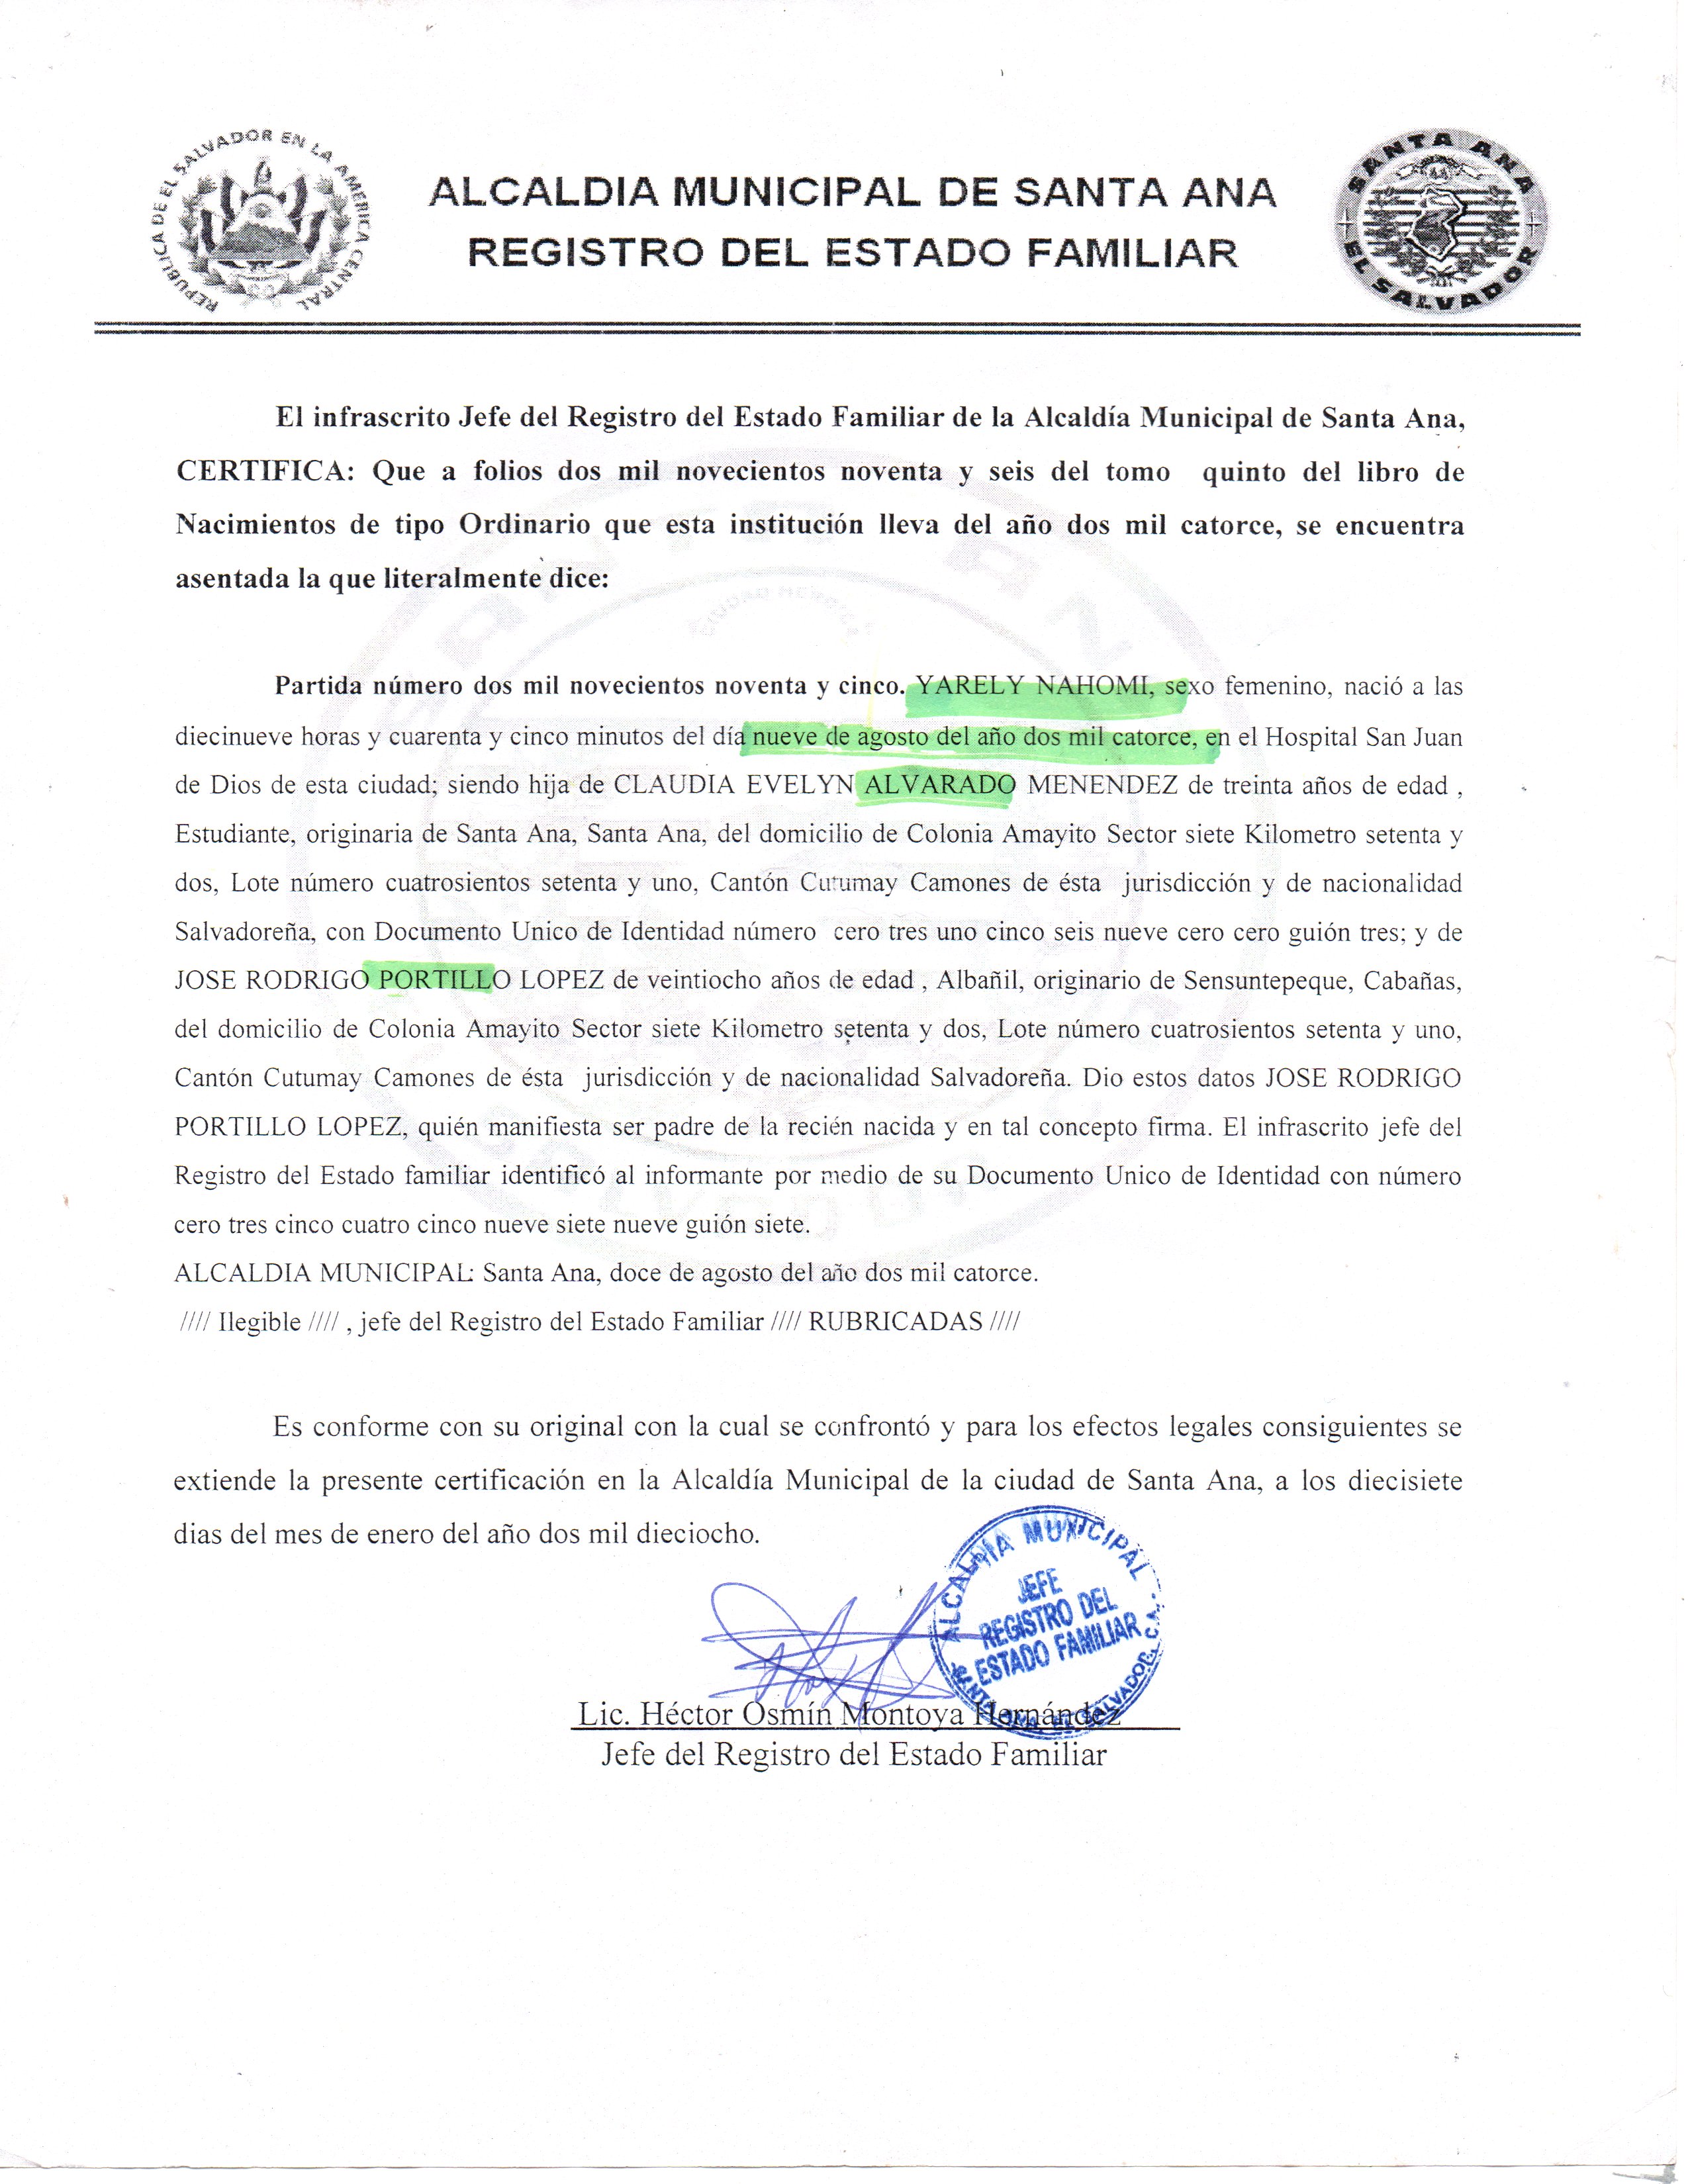 REPUBLICA DE EL SALVADOR EN LA AMERICA CENTRAL
ALCALDIA MUNICIPAL DE SANTA ANA
REGISTRO DEL ESTADO FAMILIAR
SANTA ANA
EL SALVADOR
El infrascrito Jefe del Registro del Estado Familiar de la Alcaldía Municipal de Santa Ana,
CERTIFICA: Que a folios dos mil novecientos noventa y seis del tomo quinto del libro de
Nacimientos de tipo Ordinario que esta institución lleva del año dos mil catorce, se encuentra
asentada la que literalmente dice:
Partida número dos mil novecientos noventa y cinco. YARELY NAHOMI, sexo femenino, nació a las
diecinueve horas y cuarenta y cinco minutos del día nueve de agosto del año dos mil catorce, en el Hospital San Juan
de Dios de esta ciudad; siendo hija de CLAUDIA EVELYN ALVARADO MENENDEZ de treinta años de edad ,
Estudiante, originaria de Santa Ana, Santa Ana, del domicilio de Colonia Amayito Sector siete Kilometro setenta y
dos, Lote número cuatrosientos setenta y uno, Cantón Cutumay Camones de ésta jurisdicción y de nacionalidad
Salvadoreña, con Documento Unico de Identidad número cero tres uno cinco seis nueve cero cero guión tres; y de
JOSE RODRIGO PORTILLO LOPEZ de veintiocho años de edad , Albañil, originario de Sensuntepeque, Cabañas,
del domicilio de Colonia Amayito Sector siete Kilometro setenta y dos, Lote número cuatrosientos setenta y uno,
Cantón Cutumay Camones de ésta jurisdicción y de nacionalidad Salvadoreña. Dio estos datos JOSE RODRIGO
PORTILLO LOPEZ, quién manifiesta ser padre de la recién nacida y en tal concepto firma. El infrascrito jefe del
Registro del Estado familiar identificó al informante por medio de su Documento Unico de Identidad con número
cero tres cinco cuatro cinco nueve siete nueve guión siete.
ALCALDIA MUNICIPAL: Santa Ana, doce de agosto del año dos mil catorce.
//// Ilegible //// , jefe del Registro del Estado Familiar //// RUBRICADAS ////
Es conforme con su original con la cual se confrontó y para los efectos legales consiguientes se
extiende la presente certificación en la Alcaldía Municipal de la ciudad de Santa Ana, a los diecisiete
dias del mes de enero del año dos mil dieciocho.
ALCALDIA MUNICIPAL
JEFE
REGISTRO DEL
ESTADO FAMILIAR
SANTA ANA, EL SALVADOR, C.A.
Lic. Héctor Osmín Montoya Hernández
Jefe del Registro del Estado Familiar